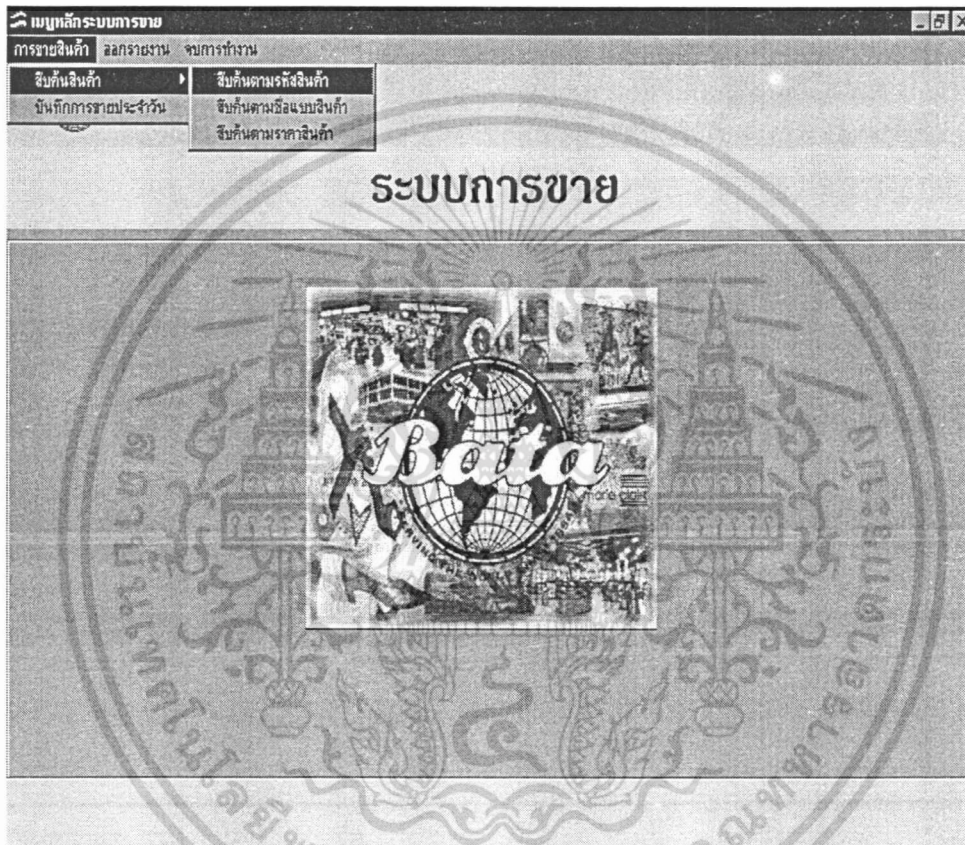 เมนูหลักระบบการขาย
การขายสินค้า ออกรายงาน จบการทำงาน
สืบค้นสินค้า
บันทึกการขายประจำวัน
สืบค้นตามรหัสสินค้า
สืบค้นตามชื่อแบบสินค้า
สืบค้นตามราคาสินค้า
ระบบการขาย
Bata